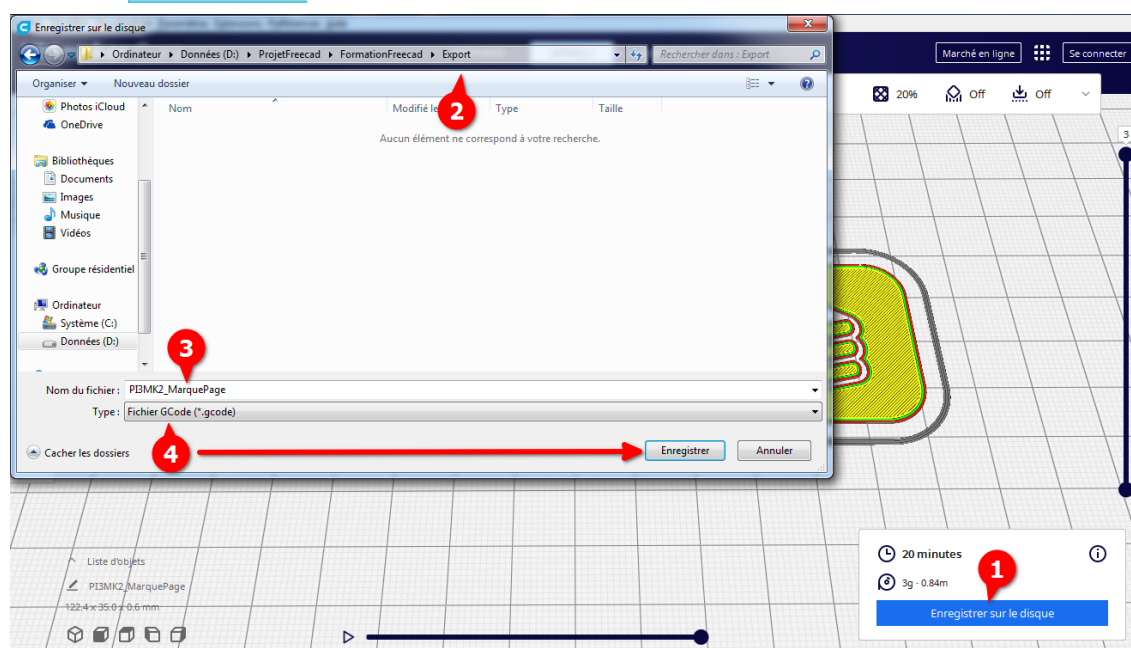 Enregistrer sur le disque
Ordinateur ▸ Données (D:) ▸ ProjetFreecad ▸ FormationFreecad ▸ Export
Rechercher dans : Export
Marché en ligne
Se connecter
Organiser
Nouveau dossier
20%
Off
Off
Photos iCloud
Nom
Modifié le
Type
Taille
2
OneDrive
Aucun élément ne correspond à votre recherche.
3
Bibliothèques
Documents
Images
Musique
Vidéos
Groupe résidentiel
Ordinateur
Système (C:)
Données (D:)
3
Nom du fichier : PI3MK2_MarquePage
Type : Fichier GCode (*.gcode)
Cacher les dossiers
4
Enregistrer
Annuler
Liste d'objets
PI3MK2_MarquePage
122.4 x 35.0 x 0.6 mm
20 minutes
3g · 0.84m
1
Enregistrer sur le disque